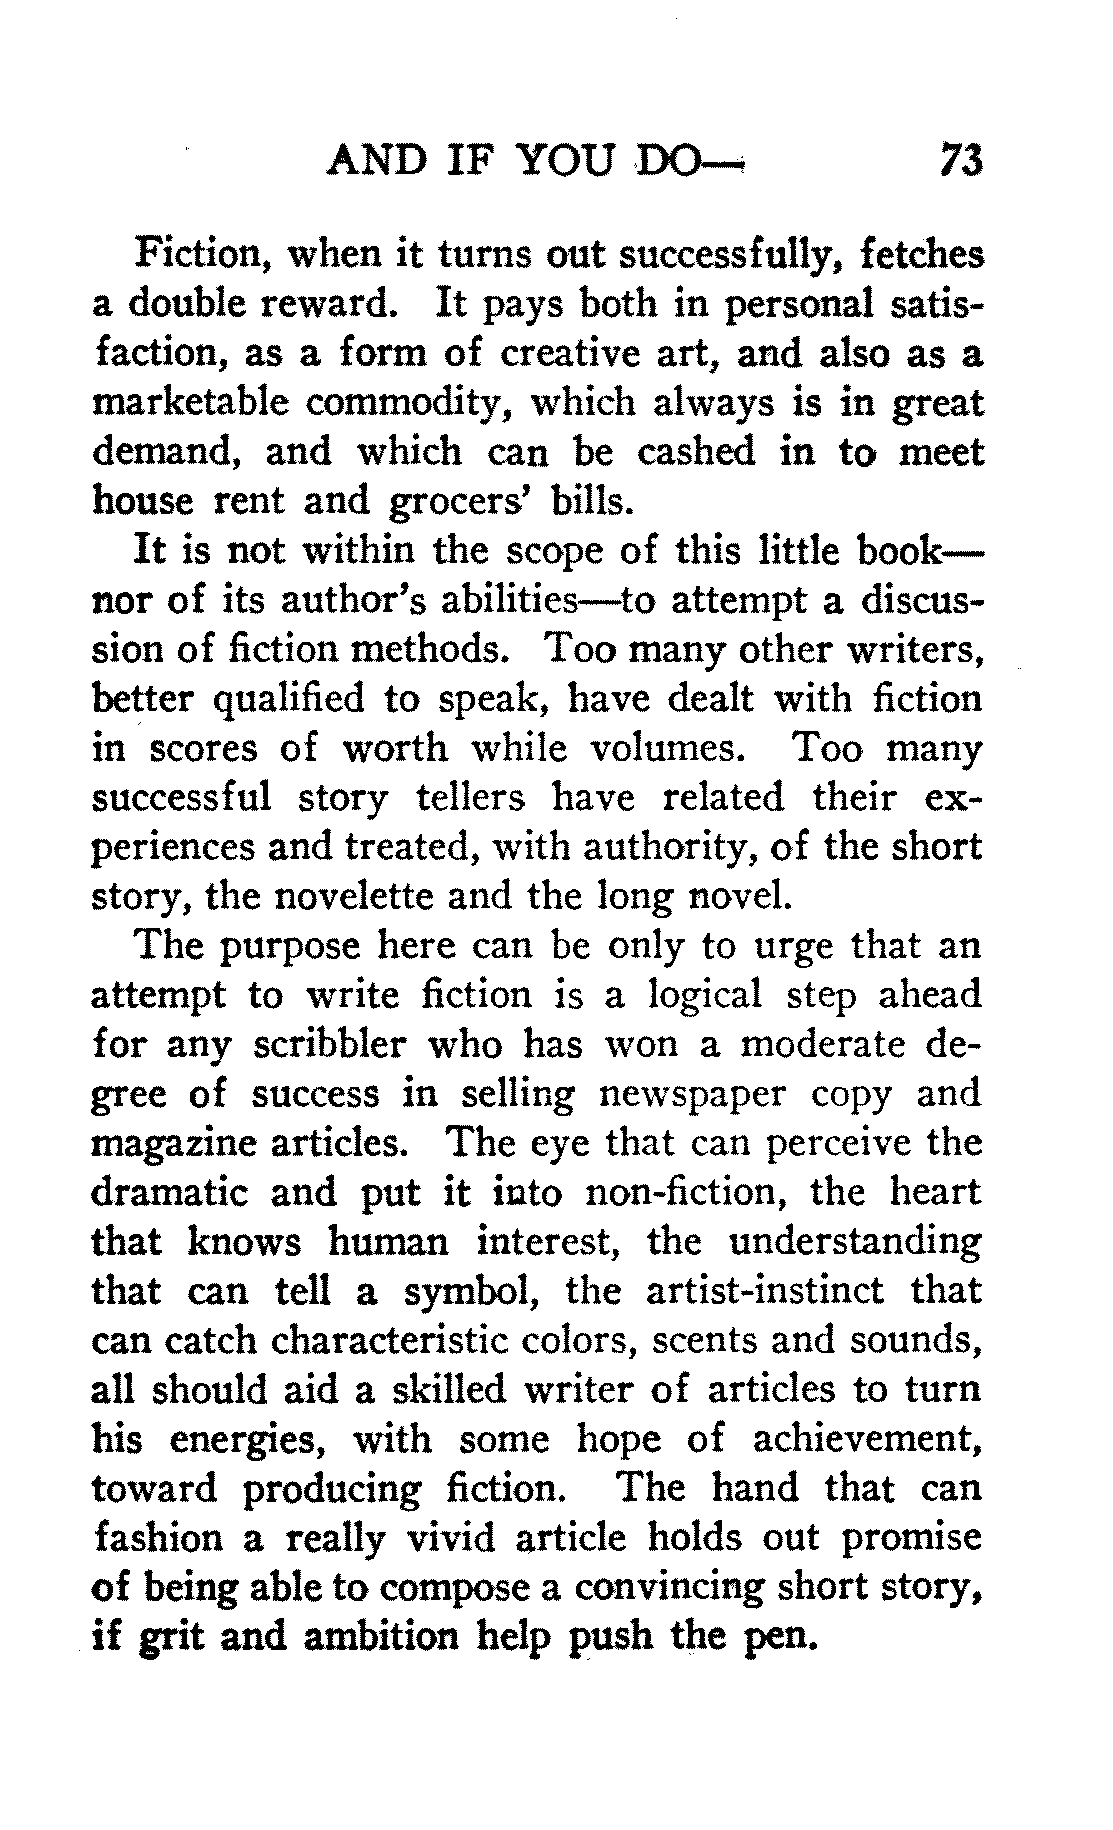 AND IF YOU DO— 73
Fiction, when it turns out successfully, fetches
a double reward. It pays both in personal satis-
faction, as a form of creative art, and also as a
marketable commodity, which always is in great
demand, and which can be cashed in to meet
house rent and grocers' bills.
It is not within the scope of this little book—
nor of its author's abilities—to attempt a discus-
sion of fiction methods. Too many other writers,
better qualified to speak, have dealt with fiction
in scores of worth while volumes. Too many
successful story tellers have related their ex-
periences and treated, with authority, of the short
story, the novelette and the long novel.
The purpose here can be only to urge that an
attempt to write fiction is a logical step ahead
for any scribbler who has won a moderate de-
gree of success in selling newspaper copy and
magazine articles. The eye that can perceive the
dramatic and put it into non-fiction, the heart
that knows human interest, the understanding
that can tell a symbol, the artist-instinct that
can catch characteristic colors, scents and sounds,
all should aid a skilled writer of articles to turn
his energies, with some hope of achievement,
toward producing fiction. The hand that can
fashion a really vivid article holds out promise
of being able to compose a convincing short story,
if grit and ambition help push the pen.